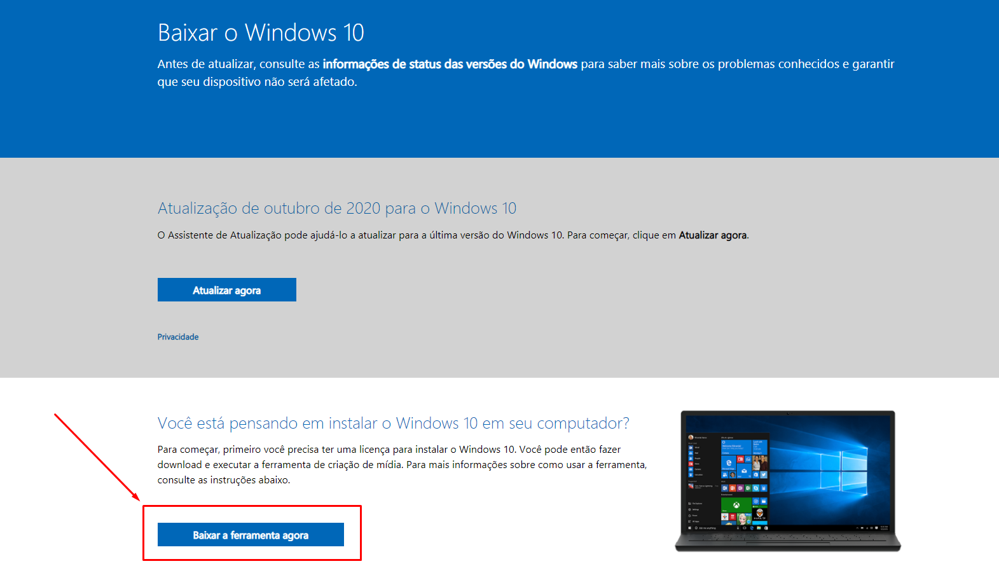 Baixar o Windows 10
Antes de atualizar, consulte as informações de status das versões do Windows para saber mais sobre os problemas conhecidos e garantir
que seu dispositivo não será afetado.
Atualização de outubro de 2020 para o Windows 10
O Assistente de Atualização pode ajudá-lo a atualizar para a última versão do Windows 10. Para começar, clique em Atualizar agora.
Atualizar agora
Privacidade
Você está pensando em instalar o Windows 10 em seu computador?
Para começar, primeiro você precisa ter uma licença para instalar o Windows 10. Você pode então fazer
download e executar a ferramenta de criação de mídia. Para mais informações sobre como usar a ferramenta,
consulte as instruções abaixo.
Baixar a ferramenta agora